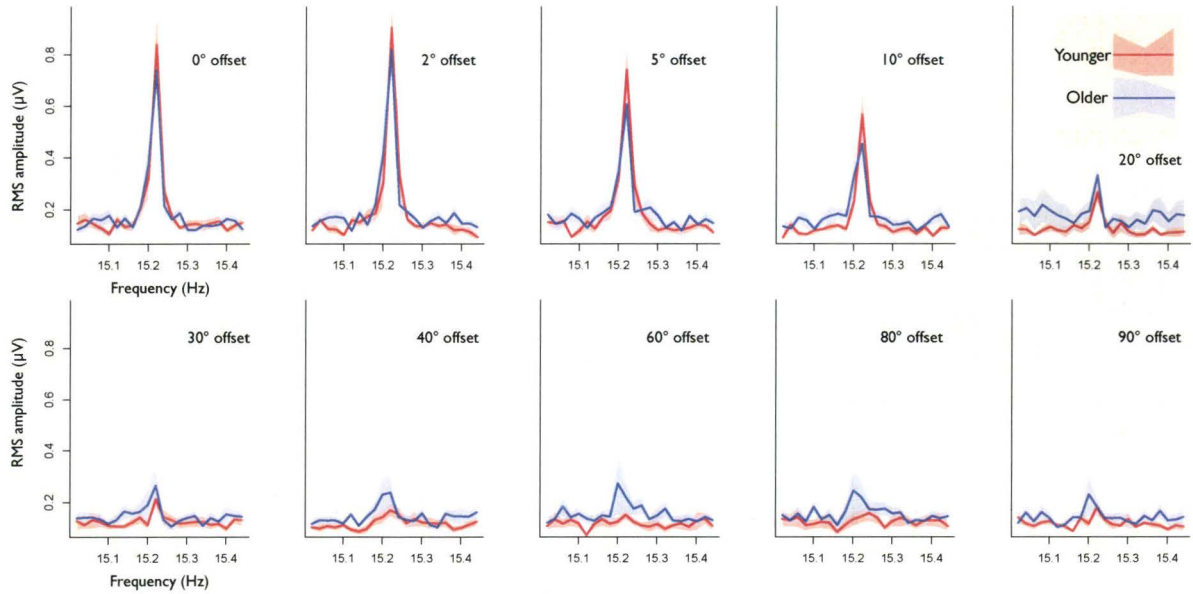 0.8
0.6
0.4
0.2
RMS amplitude (µV)
0° offset
15.1 15.2 15.3 15.4
Frequency (Hz)
2° offset
15.1 15.2 15.3 15.4
5° offset
15.1 15.2 15.3 15.4
10° offset
15.1 15.2 15.3 15.4
Younger
Older
20° offset
15.1 15.2 15.3 15.4
0.8
0.6
0.4
0.2
RMS amplitude (µV)
30° offset
15.1 15.2 15.3 15.4
Frequency (Hz)
40° offset
15.1 15.2 15.3 15.4
60° offset
15.1 15.2 15.3 15.4
80° offset
15.1 15.2 15.3 15.4
90° offset
15.1 15.2 15.3 15.4